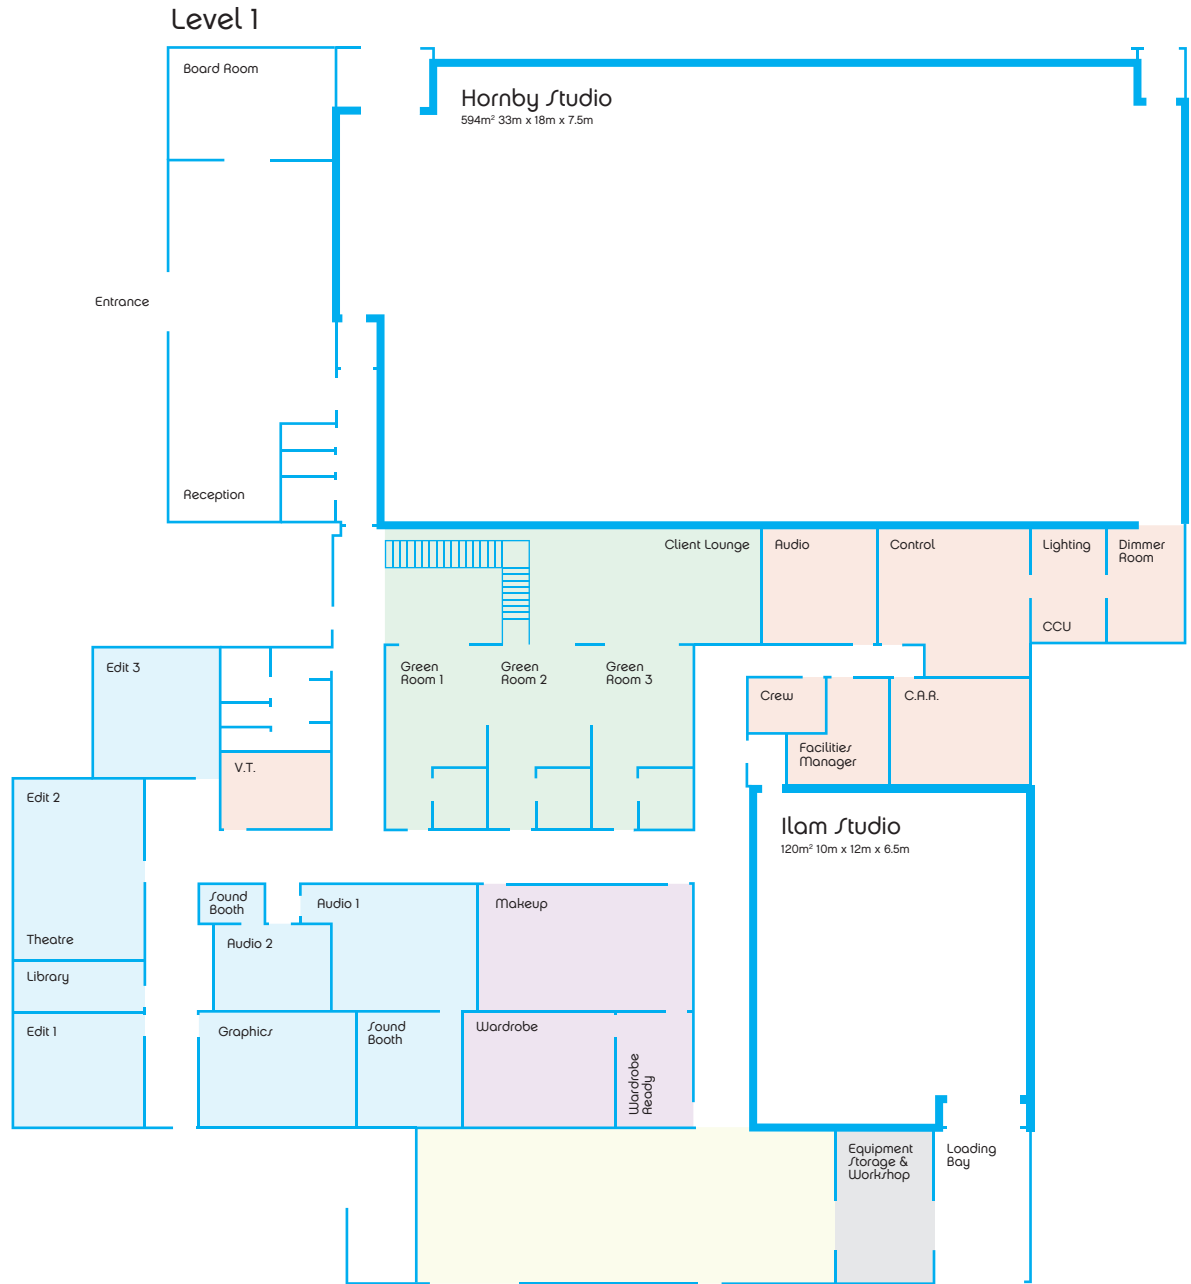 Level 1
Board Room
Hornby Studio
594m² 33m x 18m x 7.5m
Entrance
Reception
Client Lounge
Audio
Control
Lighting
Dimmer
Room
CCU
Edit 3
Green
Room 1
Green
Room 2
Green
Room 3
Crew
C.A.R.
V.T.
Facilities
Manager
Edit 2
Ilam Studio
120m² 10m x 12m x 6.5m
Sound
Booth
Audio 1
Makeup
Theatre
Audio 2
Library
Edit 1
Graphics
Sound
Booth
Wardrobe
Wardrobe
Ready
Equipment
Storage &
Workshop
Loading
Bay